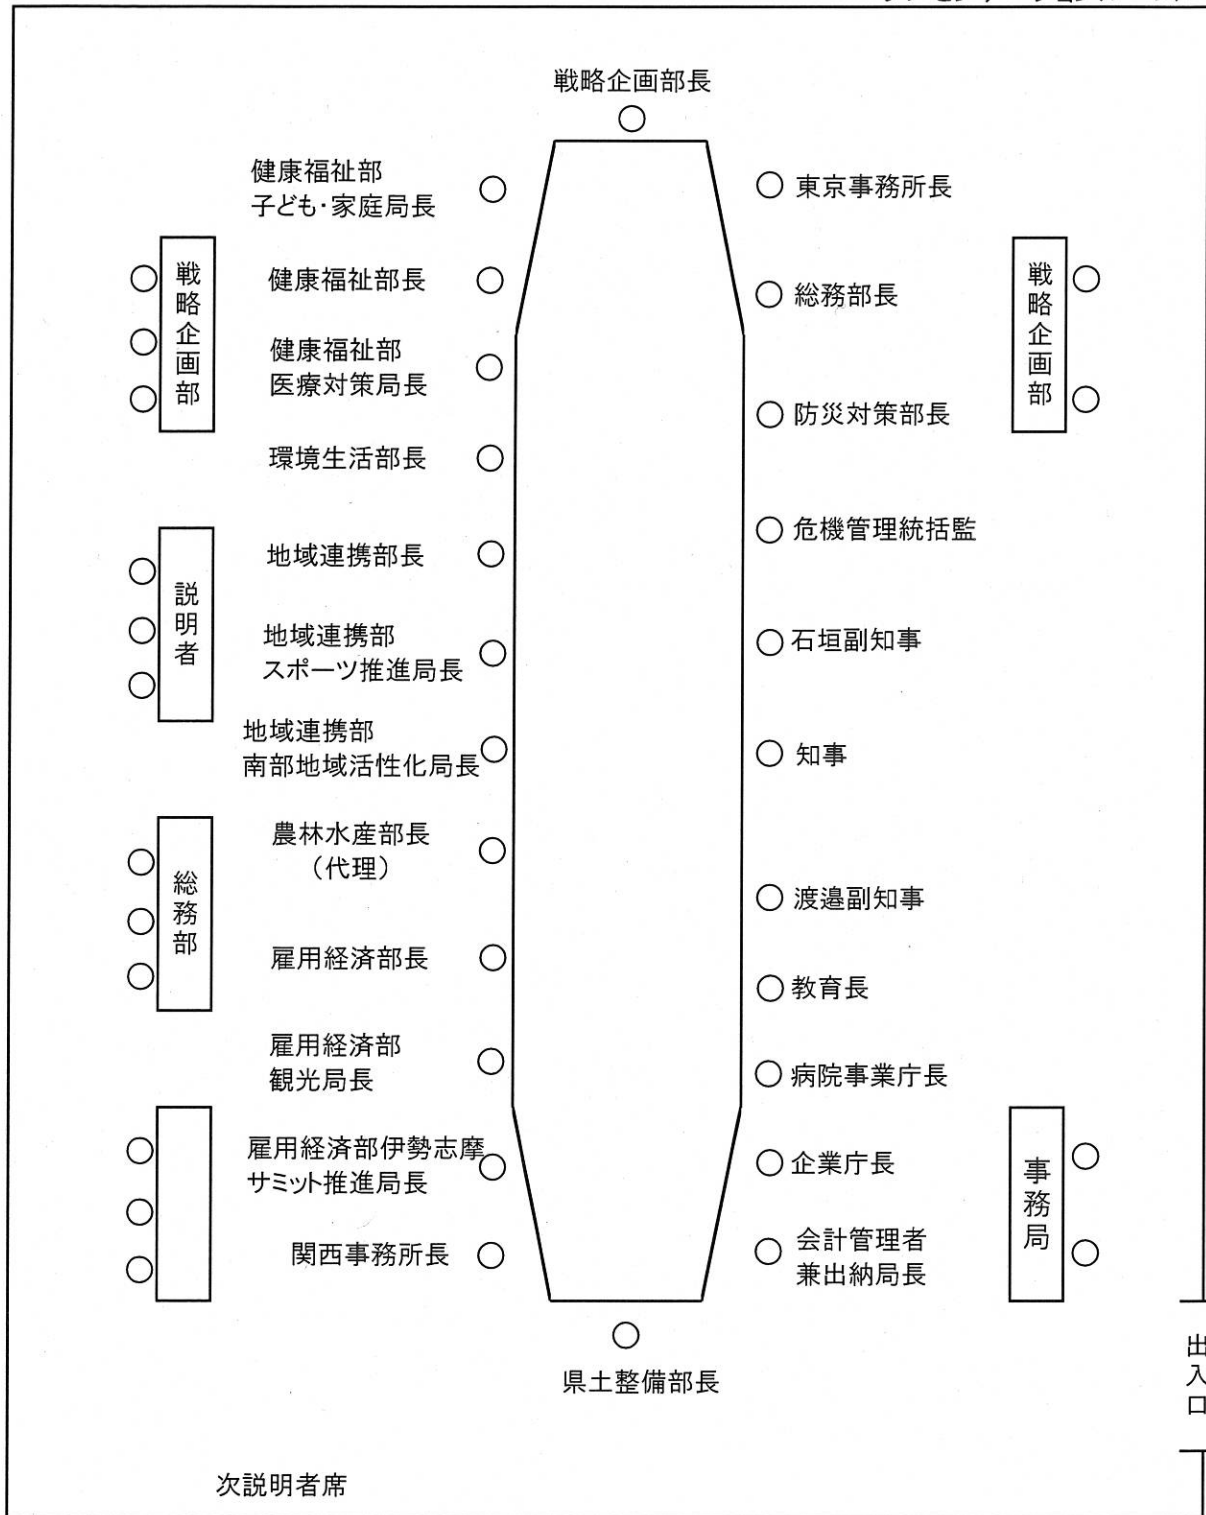 戦略企画部長
健康福祉部
子ども・家庭局長
東京事務所長
戦略企画部
健康福祉部長
総務部長
戦略企画部
健康福祉部
医療対策局長
防災対策部長
環境生活部長
危機管理統括監
説明者
地域連携部長
石垣副知事
地域連携部
スポーツ推進局長
地域連携部
南部地域活性化局長
知事
総務部
農林水産部長
（代理）
渡邉副知事
雇用経済部長
教育長
雇用経済部
観光局長
病院事業庁長
雇用経済部伊勢志摩
サミット推進局長
企業庁長
事務局
関西事務所長
会計管理者
兼出納局長
県土整備部長
出入口
次説明者席